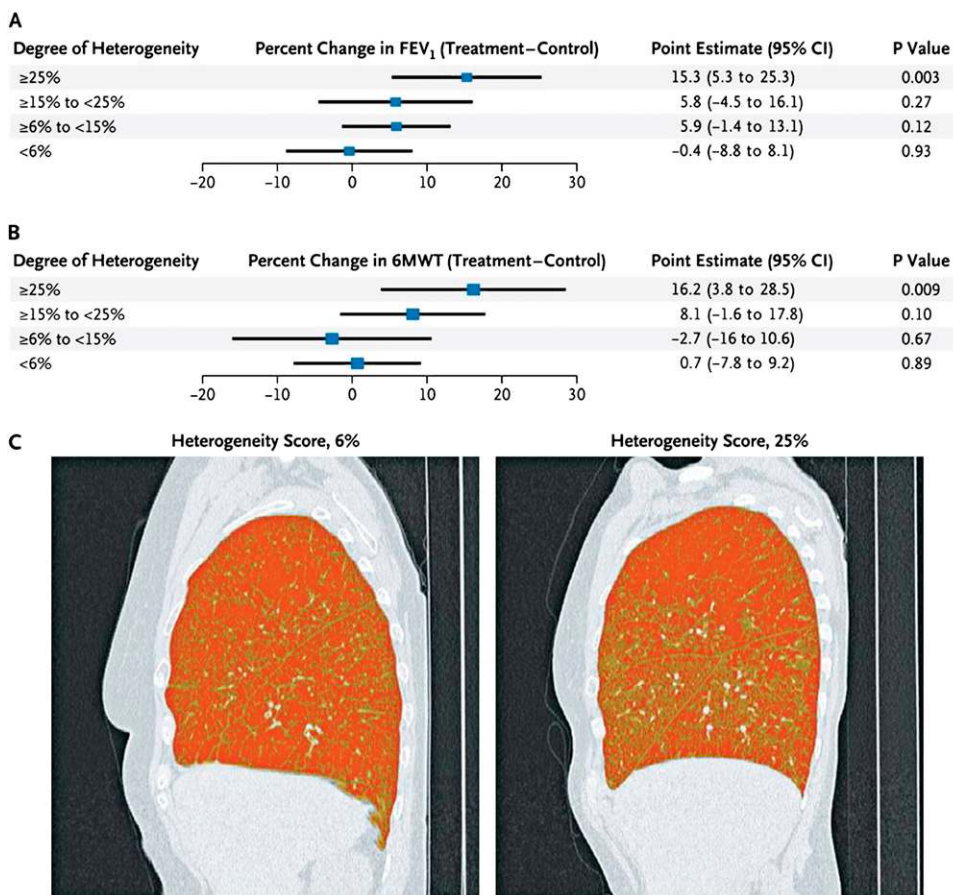 A
Degree of Heterogeneity Percent Change in FEV₁ (Treatment–Control) Point Estimate (95% CI) P Value
≥25% 15.3 (5.3 to 25.3) 0.003
≥15% to <25% 5.8 (–4.5 to 16.1) 0.27
≥6% to <15% 5.9 (–1.4 to 13.1) 0.12
<6% –0.4 (–8.8 to 8.1) 0.93
–20 –10 0 10 20 30
B
Degree of Heterogeneity Percent Change in 6MWT (Treatment–Control) Point Estimate (95% CI) P Value
≥25% 16.2 (3.8 to 28.5) 0.009
≥15% to <25% 8.1 (–1.6 to 17.8) 0.10
≥6% to <15% –2.7 (–16 to 10.6) 0.67
<6% 0.7 (–7.8 to 9.2) 0.89
–20 –10 0 10 20 30
C
Heterogeneity Score, 6% Heterogeneity Score, 25%